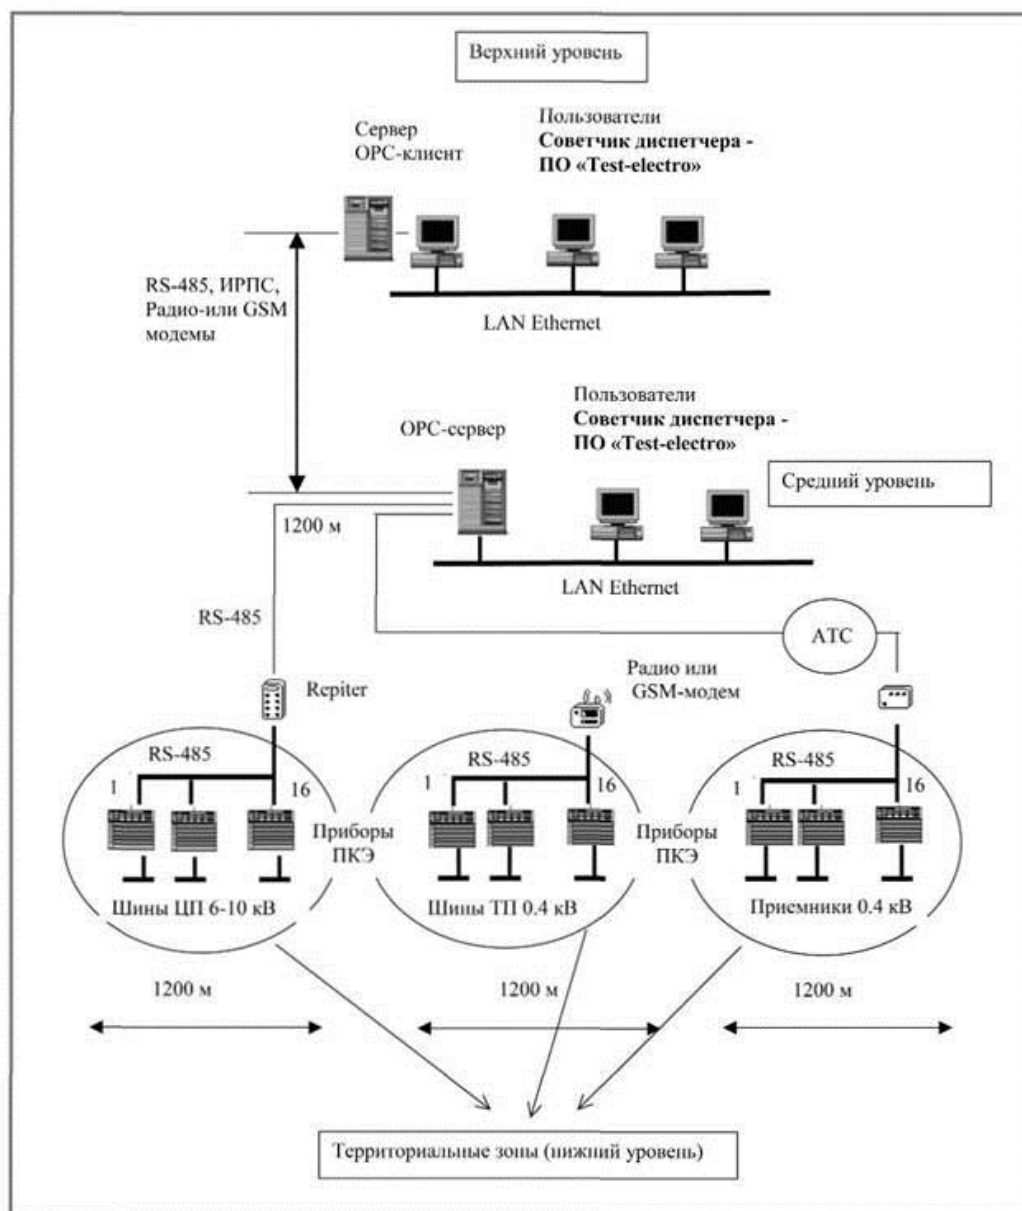 Верхний уровень
Сервер
OPC-клиент
Пользователи
Советчик диспетчера -
ПО «Test-electro»
RS-485, ИРПС,
Радио-или GSM
модемы
LAN Ethernet
Пользователи
Советчик диспетчера -
ПО «Test-electro»
OPC-сервер
Средний уровень
1200 м
LAN Ethernet
RS-485
АТС
Repiter
Радио или
GSM-модем
RS-485
1
16
RS-485
1
16
RS-485
1
16
Приборы
ПКЭ
Приборы
ПКЭ
Шины ЦП 6-10 кВ
Шины ТП 0.4 кВ
Приемники 0.4 кВ
1200 м
1200 м
1200 м
Территориальные зоны (нижний уровень)